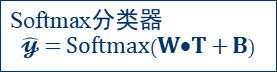 Softmax分类器
ŷ = Softmax(W•T + B)